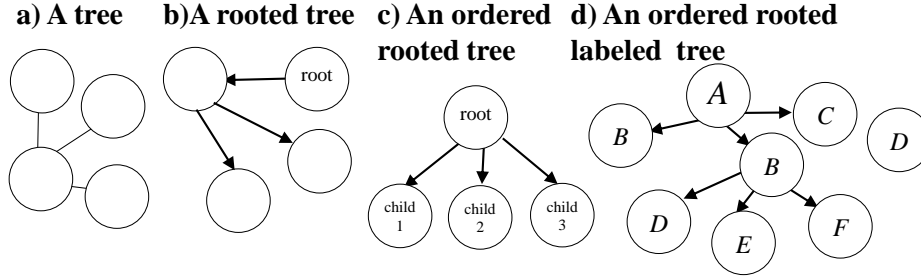 a) A tree
b)A rooted tree
root
c) An ordered
rooted tree
root
child
1
child
2
child
3
d) An ordered rooted
labeled tree
A
B
C
D
B
D
E
F